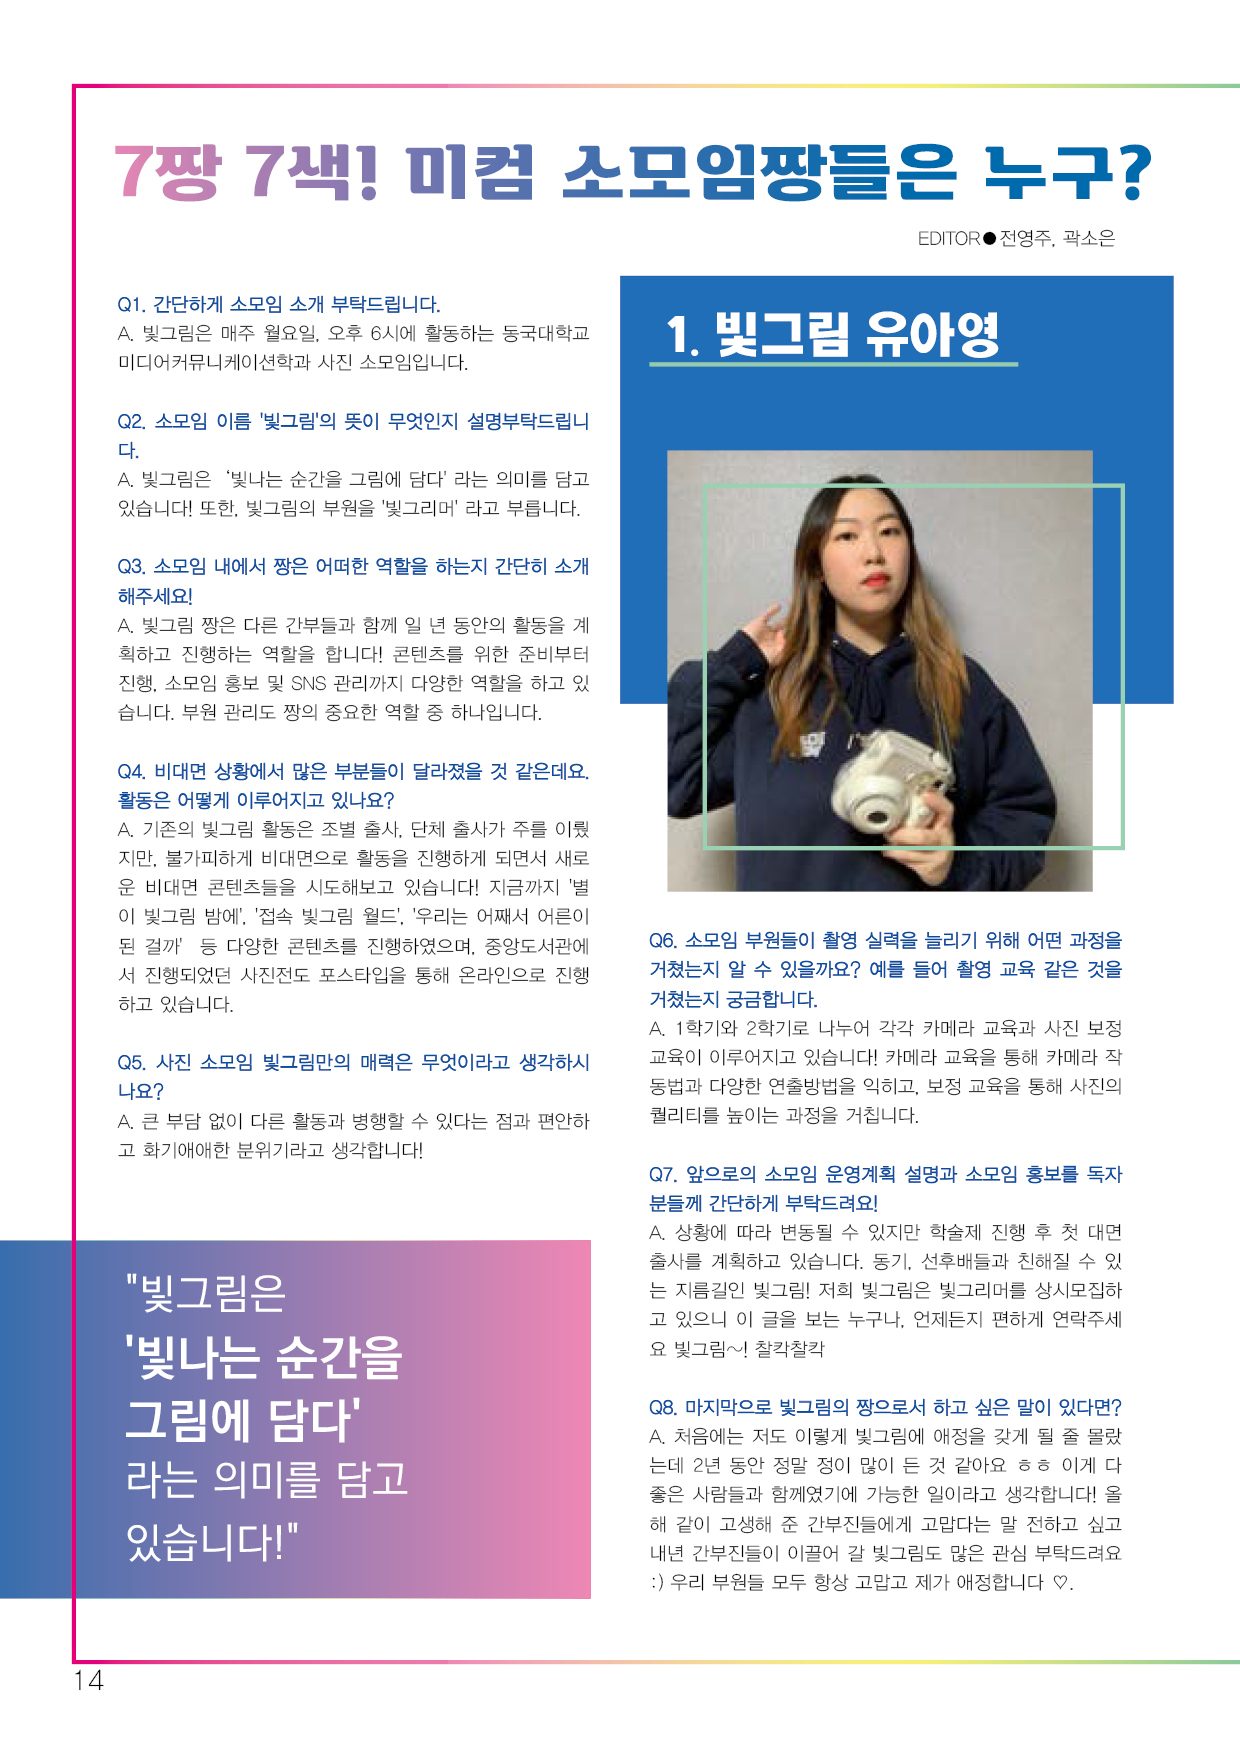 7짱 7색! 미컴 소모임짱들은 누구?
EDITOR●전영주, 곽소은
Q1. 간단하게 소모임 소개 부탁드립니다.
A. 빛그림은 매주 월요일, 오후 6시에 활동하는 동국대학교
미디어커뮤니케이션학과 사진 소모임입니다.
Q2. 소모임 이름 '빛그림'의 뜻이 무엇인지 설명부탁드립니
다.
A. 빛그림은 ‘빛나는 순간을 그림에 담다' 라는 의미를 담고
있습니다! 또한, 빛그림의 부원을 '빛그리머' 라고 부릅니다.
Q3. 소모임 내에서 짱은 어떠한 역할을 하는지 간단히 소개
해주세요!
A. 빛그림 짱은 다른 간부들과 함께 일 년 동안의 활동을 계
획하고 진행하는 역할을 합니다! 콘텐츠를 위한 준비부터
진행, 소모임 홍보 및 SNS 관리까지 다양한 역할을 하고 있
습니다. 부원 관리도 짱의 중요한 역할 중 하나입니다.
Q4. 비대면 상황에서 많은 부분들이 달라졌을 것 같은데요.
활동은 어떻게 이루어지고 있나요?
A. 기존의 빛그림 활동은 조별 출사, 단체 출사가 주를 이뤘
지만, 불가피하게 비대면으로 활동을 진행하게 되면서 새로
운 비대면 콘텐츠들을 시도해보고 있습니다! 지금까지 '별
이 빛그림 밤에', '접속 빛그림 월드', '우리는 어째서 어른이
된 걸까' 등 다양한 콘텐츠를 진행하였으며, 중앙도서관에
서 진행되었던 사진전도 포스타입을 통해 온라인으로 진행
하고 있습니다.
Q5. 사진 소모임 빛그림만의 매력은 무엇이라고 생각하시
나요?
A. 큰 부담 없이 다른 활동과 병행할 수 있다는 점과 편안하
고 화기애애한 분위기라고 생각합니다!
"빛그림은
'빛나는 순간을
그림에 담다'
라는 의미를 담고
있습니다!"
1. 빛그림 유아영
Q6. 소모임 부원들이 촬영 실력을 늘리기 위해 어떤 과정을
거쳤는지 알 수 있을까요? 예를 들어 촬영 교육 같은 것을
거쳤는지 궁금합니다.
A. 1학기와 2학기로 나누어 각각 카메라 교육과 사진 보정
교육이 이루어지고 있습니다! 카메라 교육을 통해 카메라 작
동법과 다양한 연출방법을 익히고, 보정 교육을 통해 사진의
퀄리티를 높이는 과정을 거칩니다.
Q7. 앞으로의 소모임 운영계획 설명과 소모임 홍보를 독자
분들께 간단하게 부탁드려요!
A. 상황에 따라 변동될 수 있지만 학술제 진행 후 첫 대면
출사를 계획하고 있습니다. 동기, 선후배들과 친해질 수 있
는 지름길인 빛그림! 저희 빛그림은 빛그리머를 상시모집하
고 있으니 이 글을 보는 누구나, 언제든지 편하게 연락주세
요 빛그림~! 찰칵찰칵
Q8. 마지막으로 빛그림의 짱으로서 하고 싶은 말이 있다면?
A. 처음에는 저도 이렇게 빛그림에 애정을 갖게 될 줄 몰랐
는데 2년 동안 정말 정이 많이 든 것 같아요 ㅎㅎ 이게 다
좋은 사람들과 함께였기에 가능한 일이라고 생각합니다! 올
해 같이 고생해 준 간부진들에게 고맙다는 말 전하고 싶고
내년 간부진들이 이끌어 갈 빛그림도 많은 관심 부탁드려요
:) 우리 부원들 모두 항상 고맙고 제가 애정합니다 ♡.
14